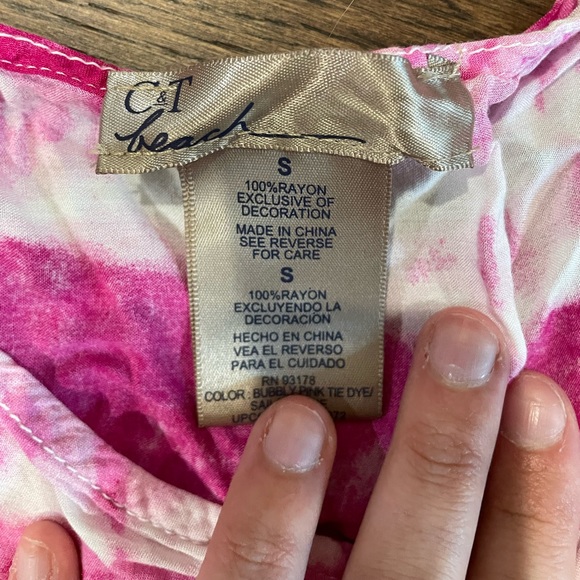 C&T
beach
S
100%RAYON
EXCLUSIVE OF
DECORATION
MADE IN CHINA
SEE REVERSE
FOR CARE
S
100%RAYON
EXCLUYENDO LA
DECORACIÓN
HECHO EN CHINA
VEA EL REVERSO
PARA EL CUIDADO
RN 93178
COLOR : BUBBLY PINK TIE DYE/